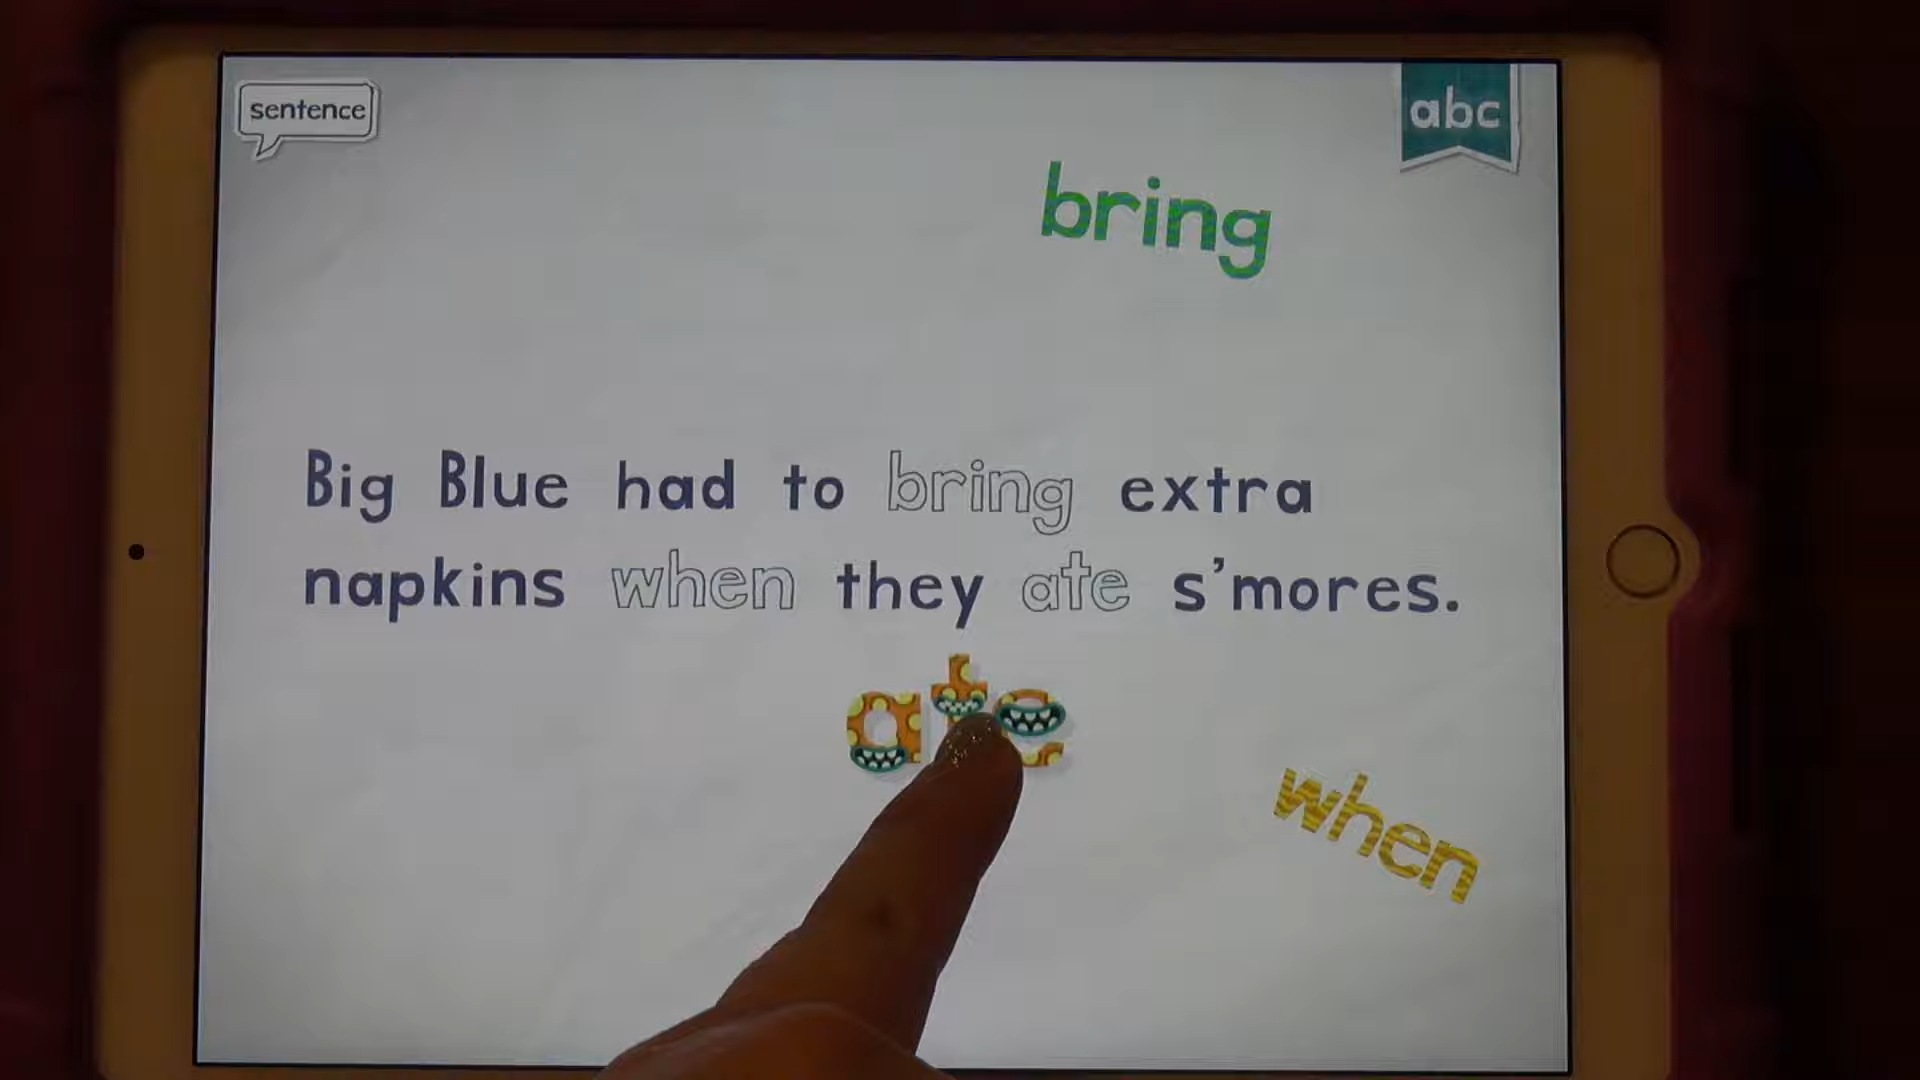 sentence
abc
bring
Big Blue had to bring extra
napkins when they ate s'mores.
ate
when